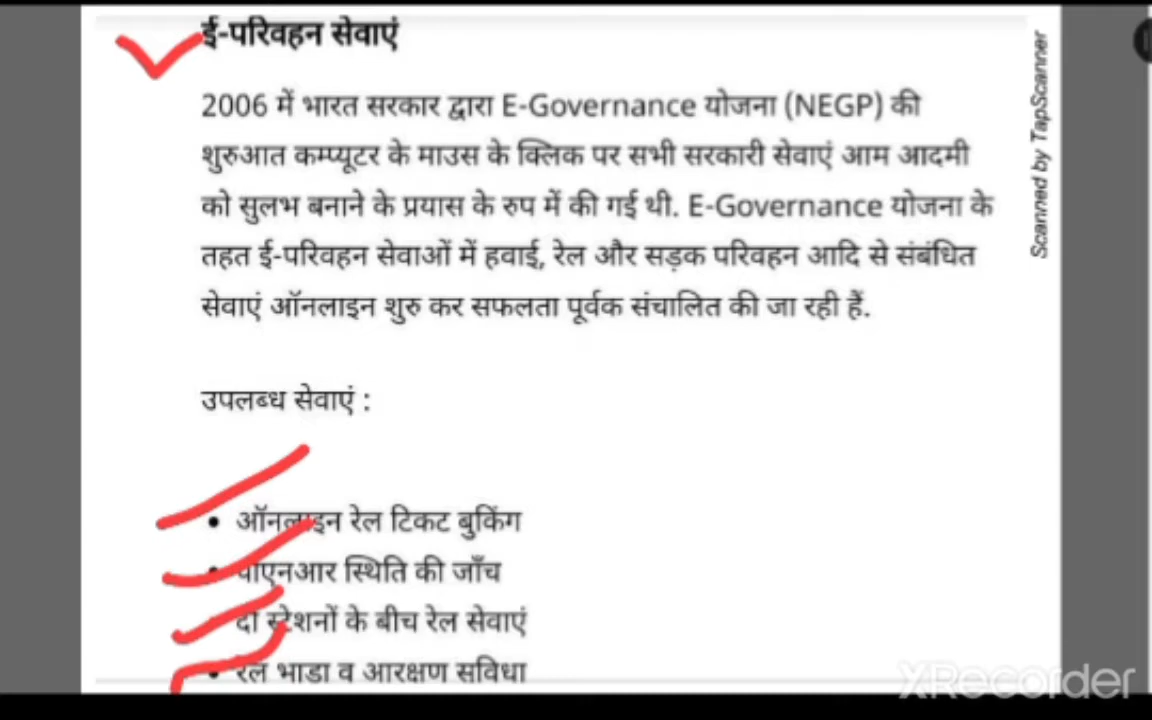 ई-परिवहन सेवाएं
2006 में भारत सरकार द्वारा E-Governance योजना (NEGP) की
शुरुआत कम्प्यूटर के माउस के क्लिक पर सभी सरकारी सेवाएं आम आदमी
को सुलभ बनाने के प्रयास के रुप में की गई थी. E-Governance योजना के
तहत ई-परिवहन सेवाओं में हवाई, रेल और सड़क परिवहन आदि से संबंधित
सेवाएं ऑनलाइन शुरु कर सफलता पूर्वक संचालित की जा रही हैं.
उपलब्ध सेवाएं :
• ऑनलाइन रेल टिकट बुकिंग
• पीएनआर स्थिति की जाँच
• दो स्टेशनों के बीच रेल सेवाएं
• रेल भाडा व आरक्षण सविधा
Scanned by TapScanner
XRecorder